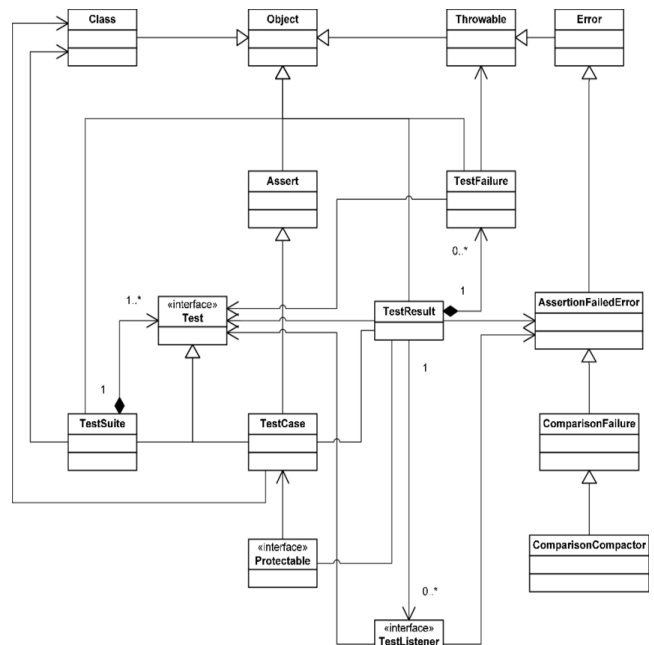 Class
Object
Throwable
Error
Assert
TestFailure
0..*
1..*
«interface»
Test
TestResult
1
AssertionFailedError
1
1
TestSuite
TestCase
ComparisonFailure
«interface»
Protectable
ComparisonCompactor
0..*
«interface»
TestListener